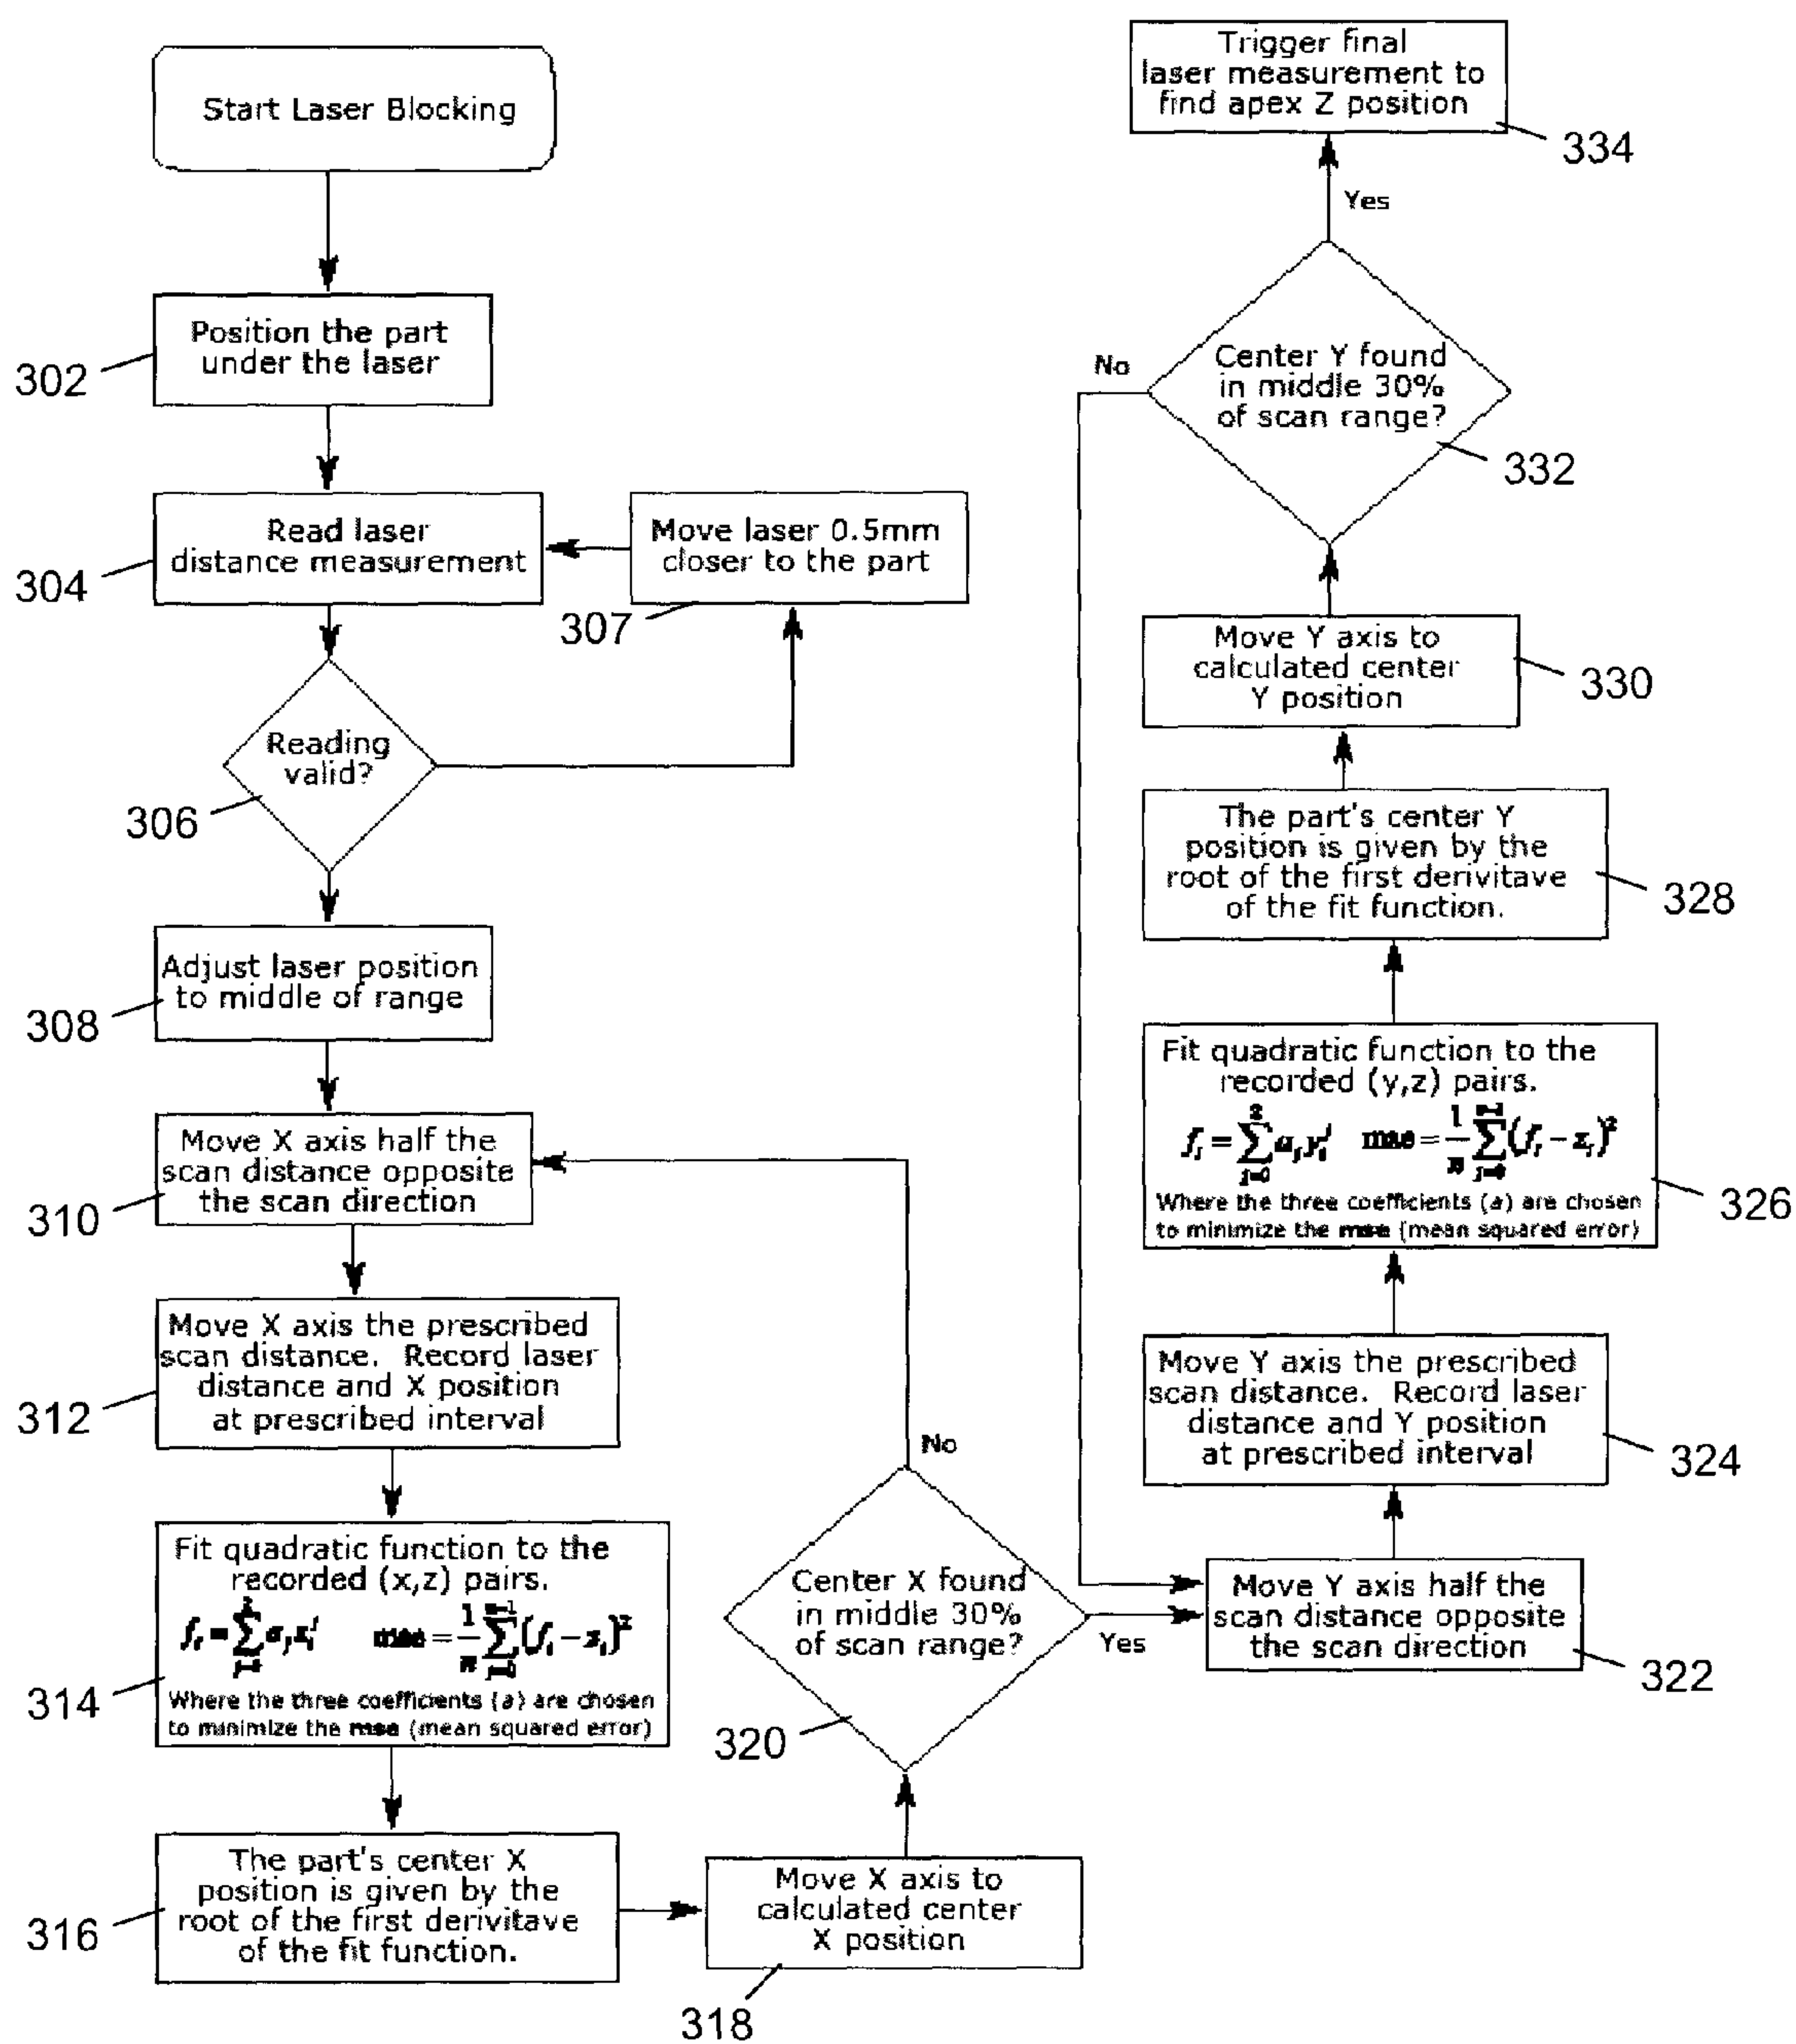 Start Laser Blocking
Position the part
under the laser
302
Read laser
distance measurement
304
Move laser 0.5mm
closer to the part
307
Reading
valid?
306
Adjust laser position
to middle of range
308
Move X axis half the
scan distance opposite
the scan direction
310
Move X axis the prescribed
scan distance. Record laser
distance and X position
at prescribed interval
312
Fit quadratic function to the
recorded (x,z) pairs.
Where the three coefficients (a) are chosen
to minimize the mse (mean squared error)
314
The part's center X
position is given by the
root of the first derivitave
of the fit function.
316
Move X axis to
calculated center
X position
318
Center X found
in middle 30%
of scan range?
320
No
Yes
Move Y axis half the
scan distance opposite
the scan direction
322
Move Y axis the prescribed
scan distance. Record laser
distance and Y position
at prescribed interval
324
Fit quadratic function to the
recorded (y,z) pairs.
Where the three coefficients (a) are chosen
to minimize the mse (mean squared error)
326
The part's center Y
position is given by the
root of the first derivitave
of the fit function.
328
Move Y axis to
calculated center
Y position
330
Center Y found
in middle 30%
of scan range?
332
No
Yes
Trigger final
laser measurement to
find apex Z position
334